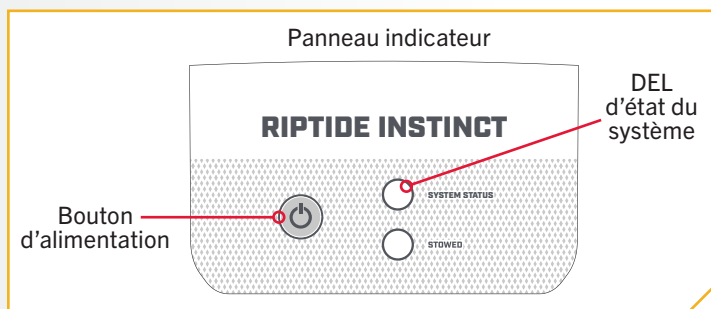 Panneau indicateur
DEL
d'état du
système
RIPTIDE INSTINCT
SYSTEM STATUS
Bouton
d'alimentation
STOWED